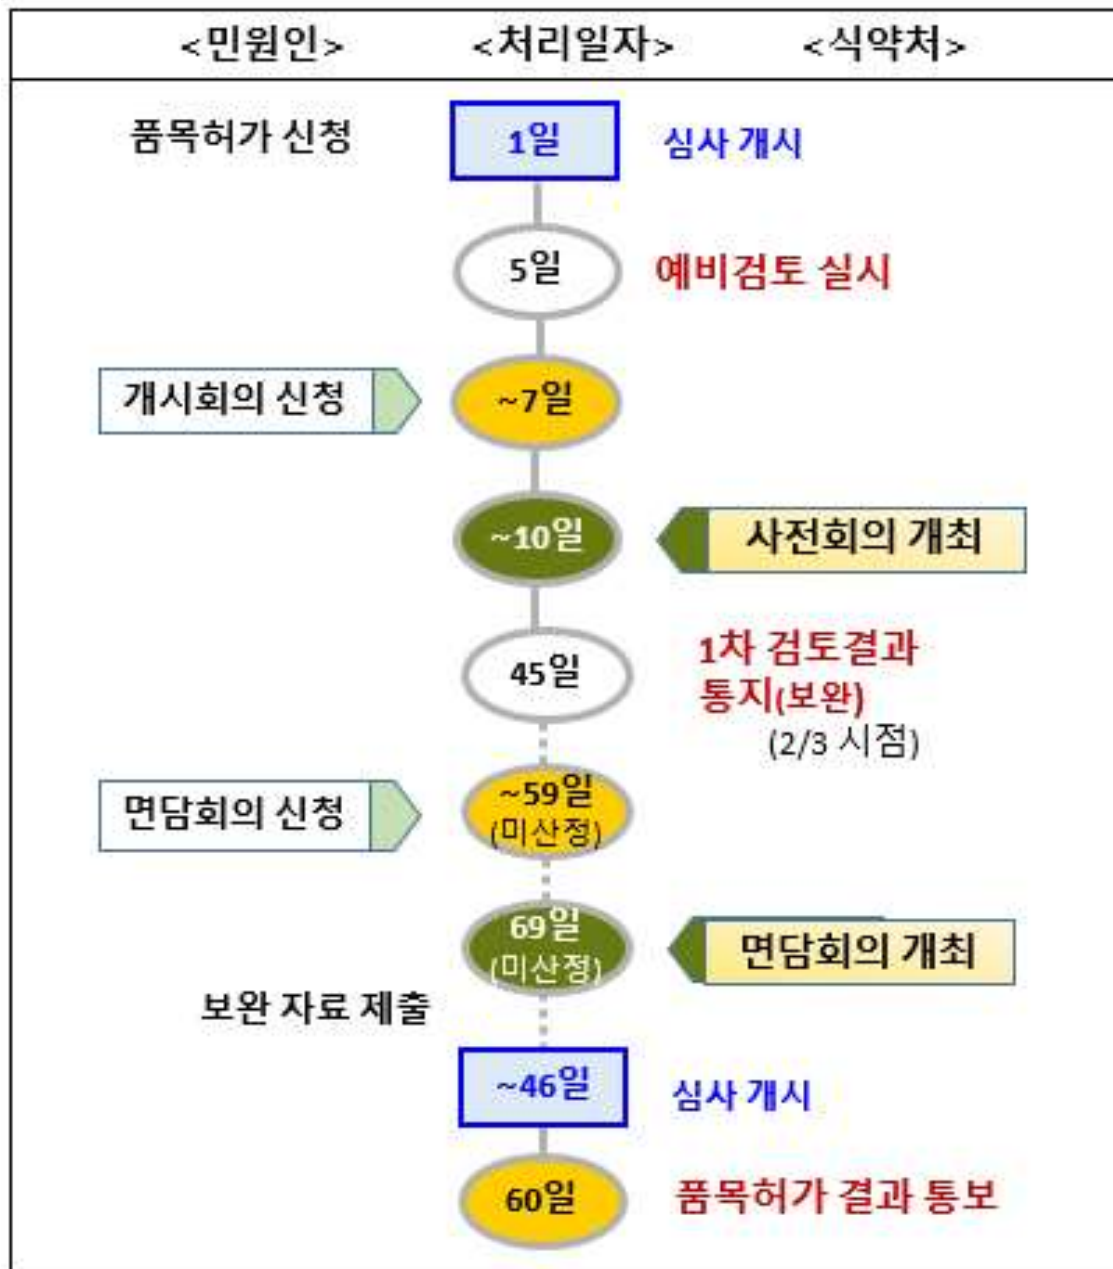 <민원인> <처리일자> <식약처>
품목허가 신청 1일 심사 개시
5일 예비검토 실시
개시회의 신청 ~7일
~10일 사전회의 개최
45일 1차 검토결과
통지(보완)
(2/3 시점)
면담회의 신청 ~59일
(미산정)
69일 면담회의 개최
(미산정)
보완 자료 제출
~46일 심사 개시
60일 품목허가 결과 통보